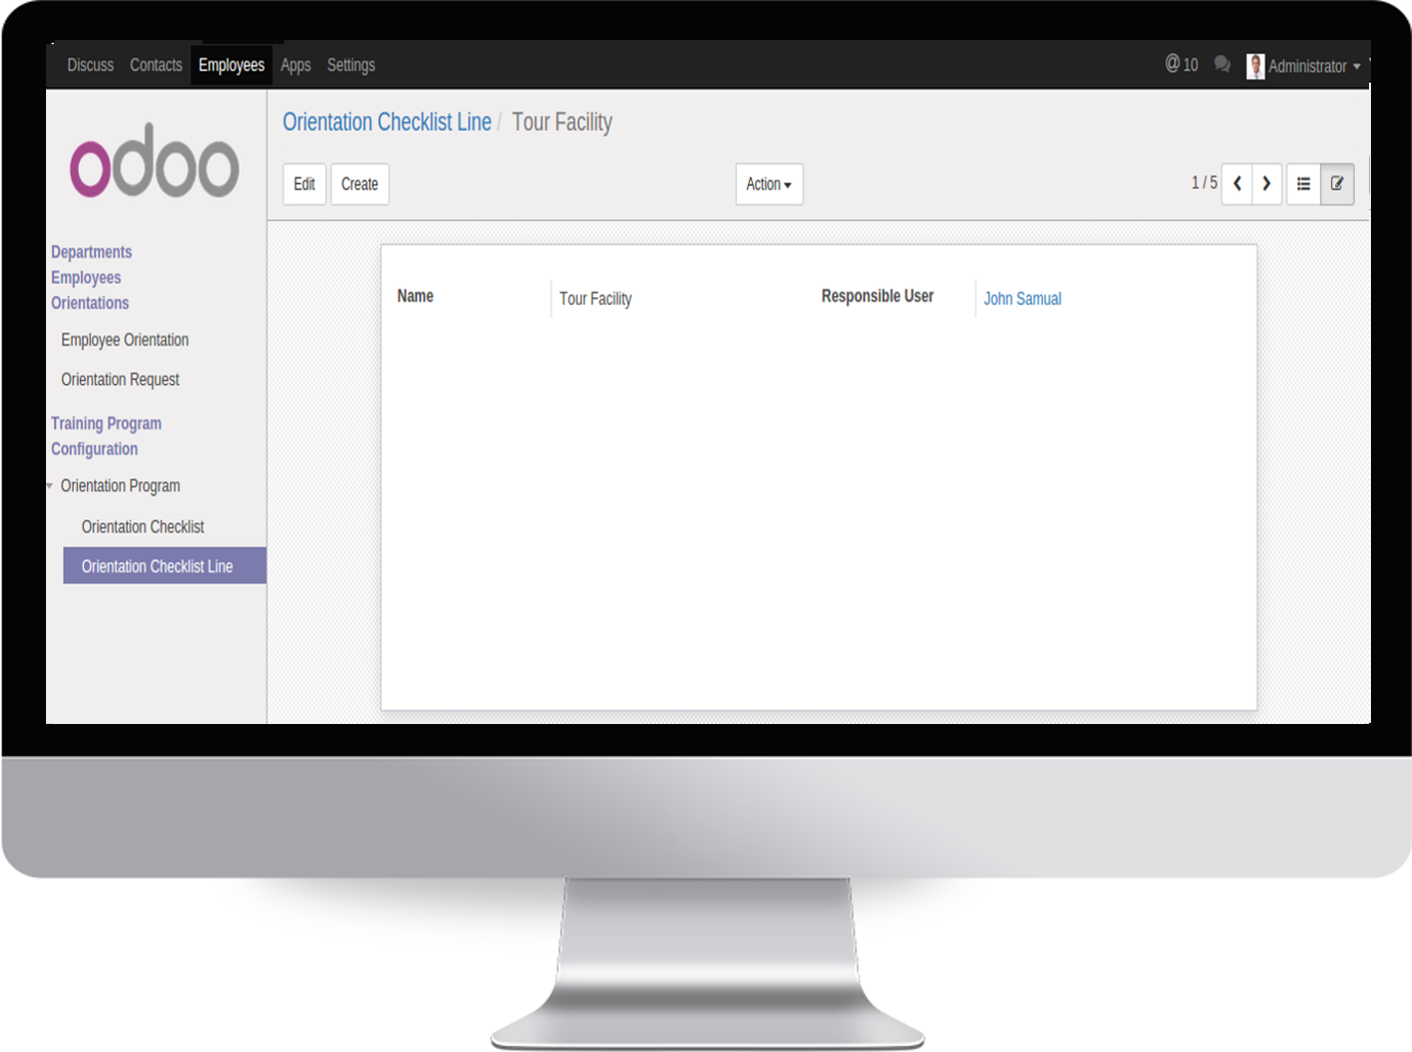 Discuss Contacts Employees Apps Settings @ 10 Administrator
odoo
Orientation Checklist Line / Tour Facility
Edit Create Action 1 / 5
Departments
Employees
Orientations
Employee Orientation
Orientation Request
Training Program
Configuration
Orientation Program
Orientation Checklist
Orientation Checklist Line
Name Tour Facility Responsible User John Samual